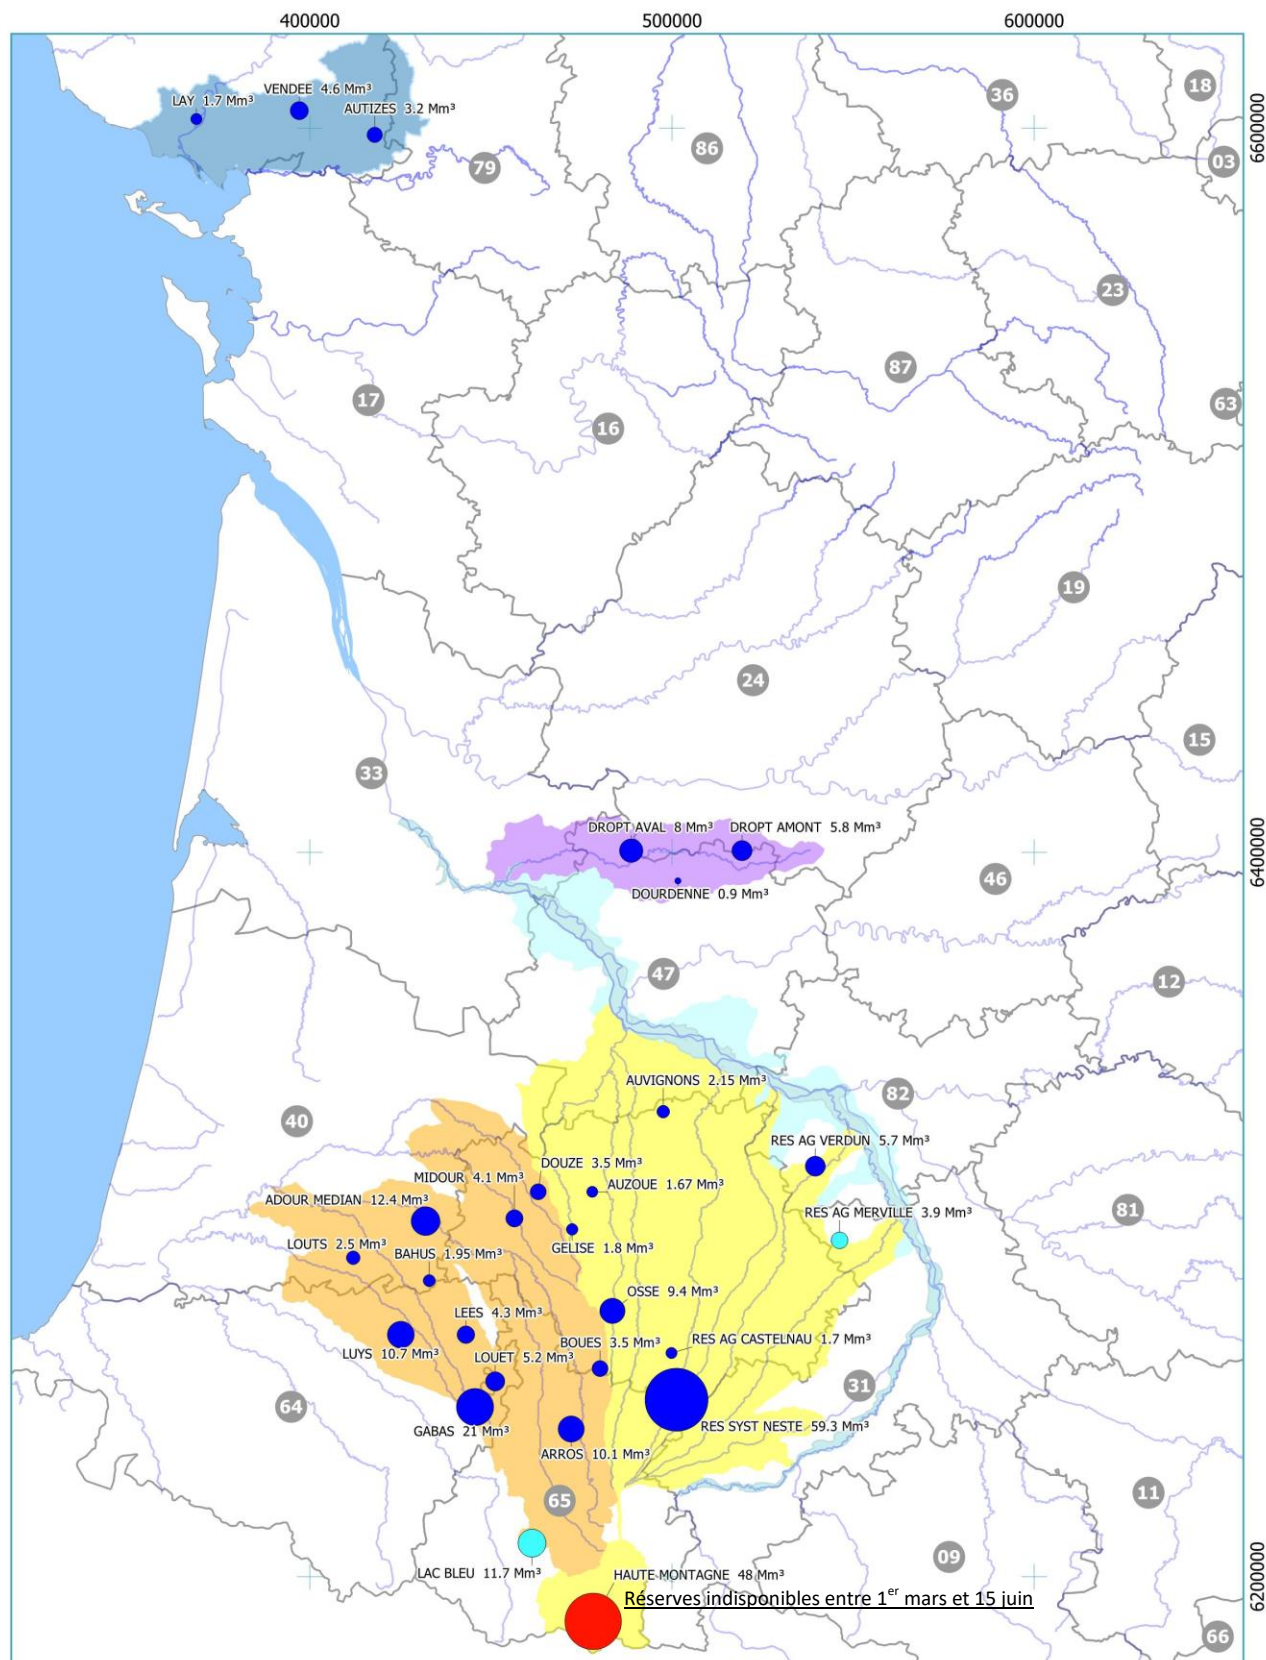 400000 500000 600000
36
18
VENDEE 4.6 Mm³
LAY 1.7 Mm³
AUTIZES 3.2 Mm³
6600000
86
03
79
23
87
17
63
16
19
24
15
33
DROPT AVAL 8 Mm³ DROPT AMONT 5.8 Mm³
6400000
46
DOURDENNE 0.9 Mm³
47
12
AUVIGNONS 2.15 Mm³
82
40
RES AG VERDUN 5.7 Mm³
DOUZE 3.5 Mm³
MIDOUR 4.1 Mm³
AUZOUE 1.67 Mm³
ADOUR MEDIAN 12.4 Mm³
RES AG MERVILLE 3.9 Mm³
81
LOUTS 2.5 Mm³
BAHUS 1.95 Mm³
GELISE 1.8 Mm³
OSSE 9.4 Mm³
LEES 4.3 Mm³
BOUES 3.5 Mm³
RES AG CASTELNAU 1.7 Mm³
LUYS 10.7 Mm³
LOUET 5.2 Mm³
31
64
GABAS 21 Mm³
RES SYST NESTE 59.3 Mm³
ARROS 10.1 Mm³
65
11
09
6200000
LAC BLEU 11.7 Mm³
HAUTE MONTAGNE 48 Mm³
Réserves indisponibles entre 1er mars et 15 juin
66